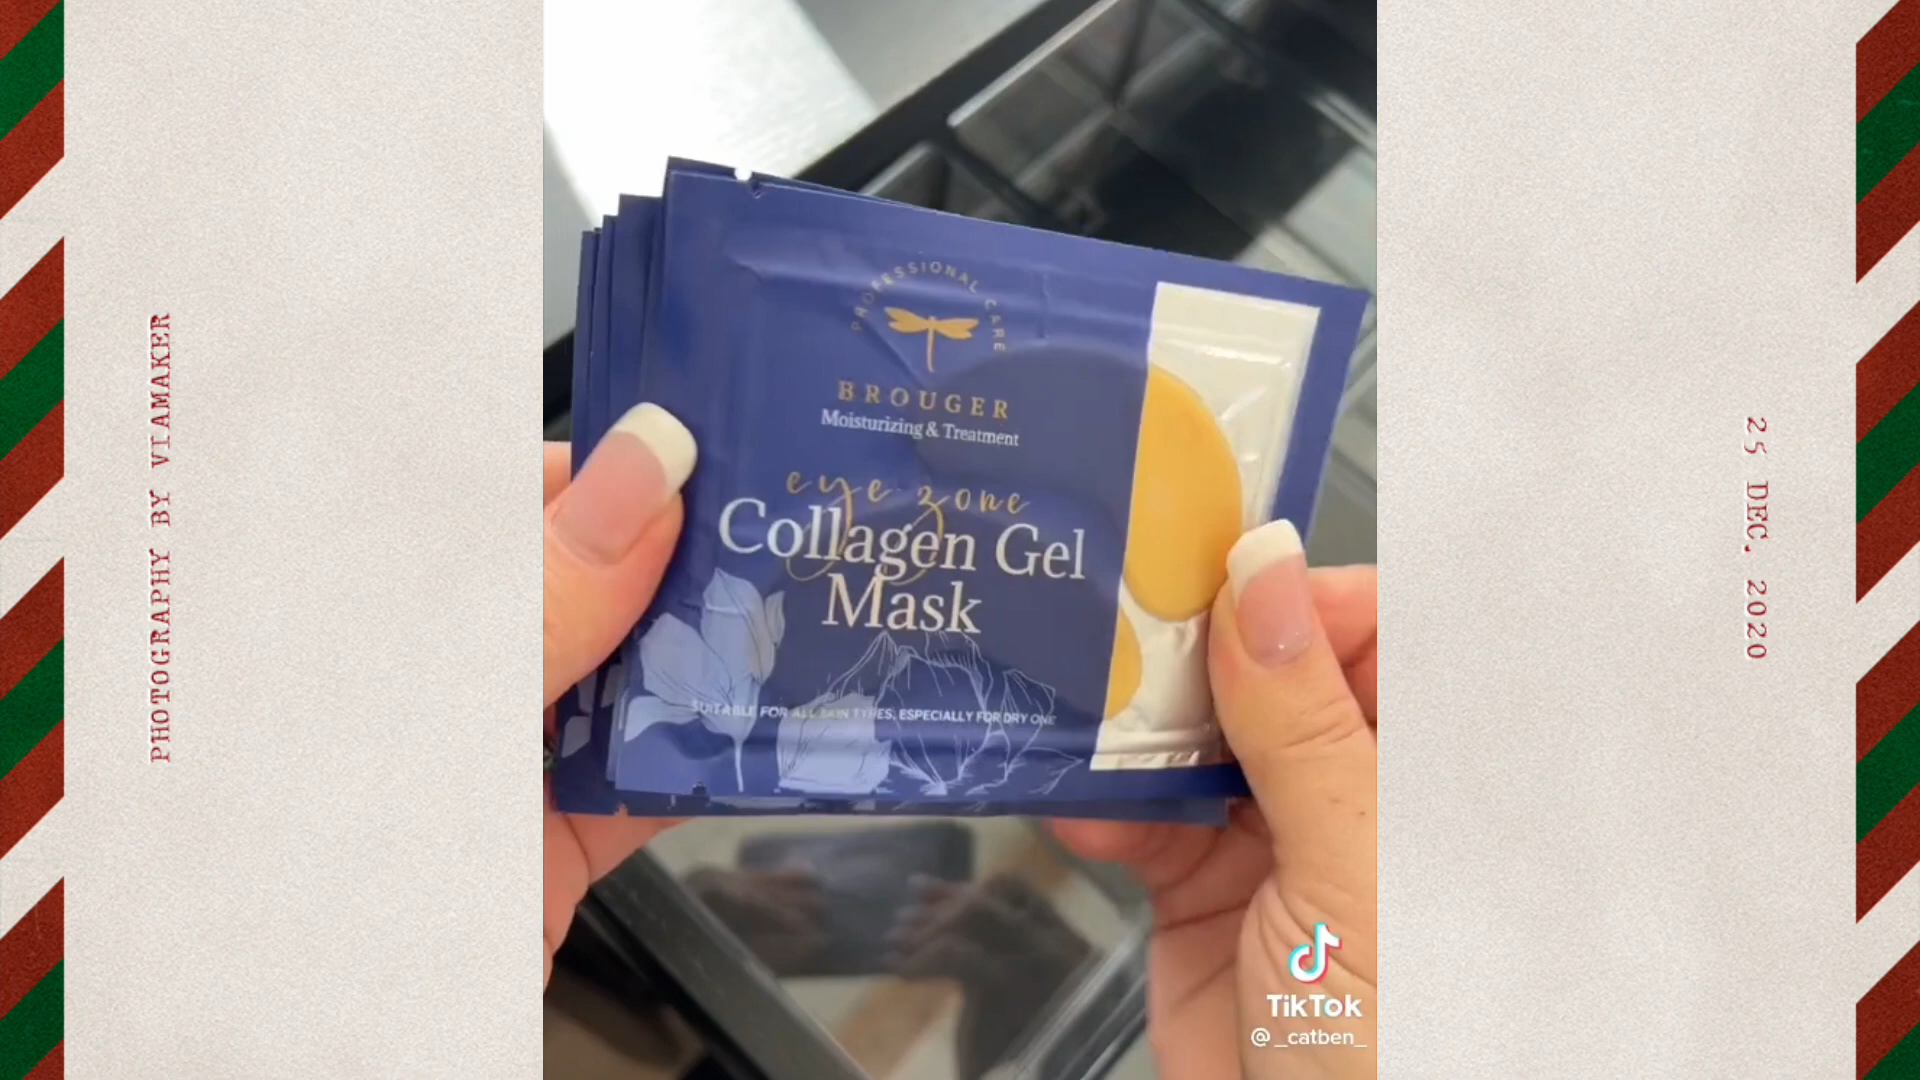 PHOTOGRAPHY BY VIAMAKER
PROFESSIONAL CARE
BROUGER
Moisturizing & Treatment
eye zone
Collagen Gel
Mask
SUITABLE FOR ALL SKIN TYPES, ESPECIALLY FOR DRY ONE
25 DEC. 2020
TikTok
@_catben_